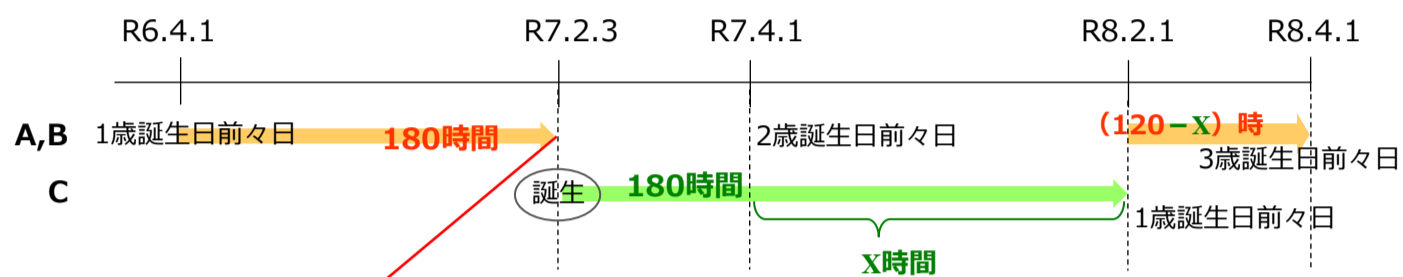 R6.4.1 R7.2.3 R7.4.1 R8.2.1 R8.4.1
A,B 1歳誕生日前々日 180時間 2歳誕生日前々日 (120-X)時
3歳誕生日前々日
C 誕生 180時間
1歳誕生日前々日
X時間